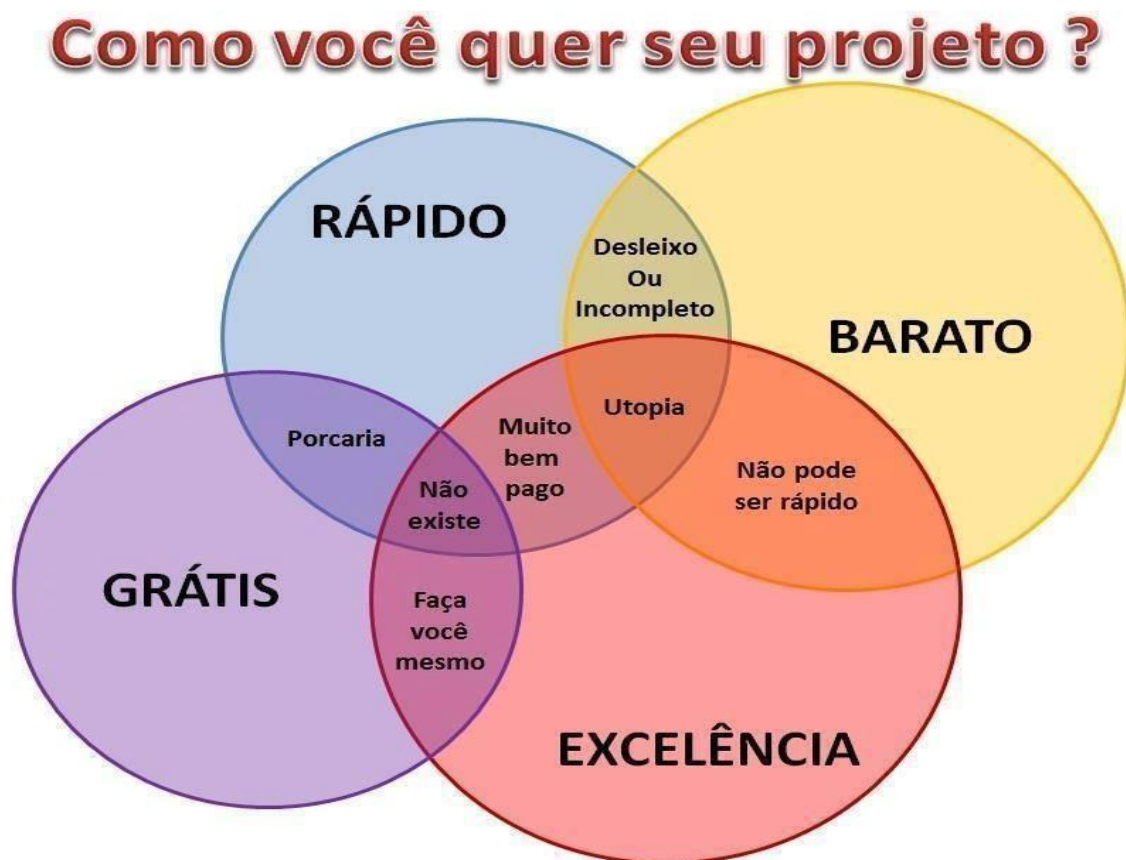 Como você quer seu projeto ?
RÁPIDO
BARATO
Desleixo
Ou
Incompleto
Utopia
Muito
bem
pago
Porcaria
Não
existe
Não pode
ser rápido
GRÁTIS
Faça
você
mesmo
EXCELÊNCIA